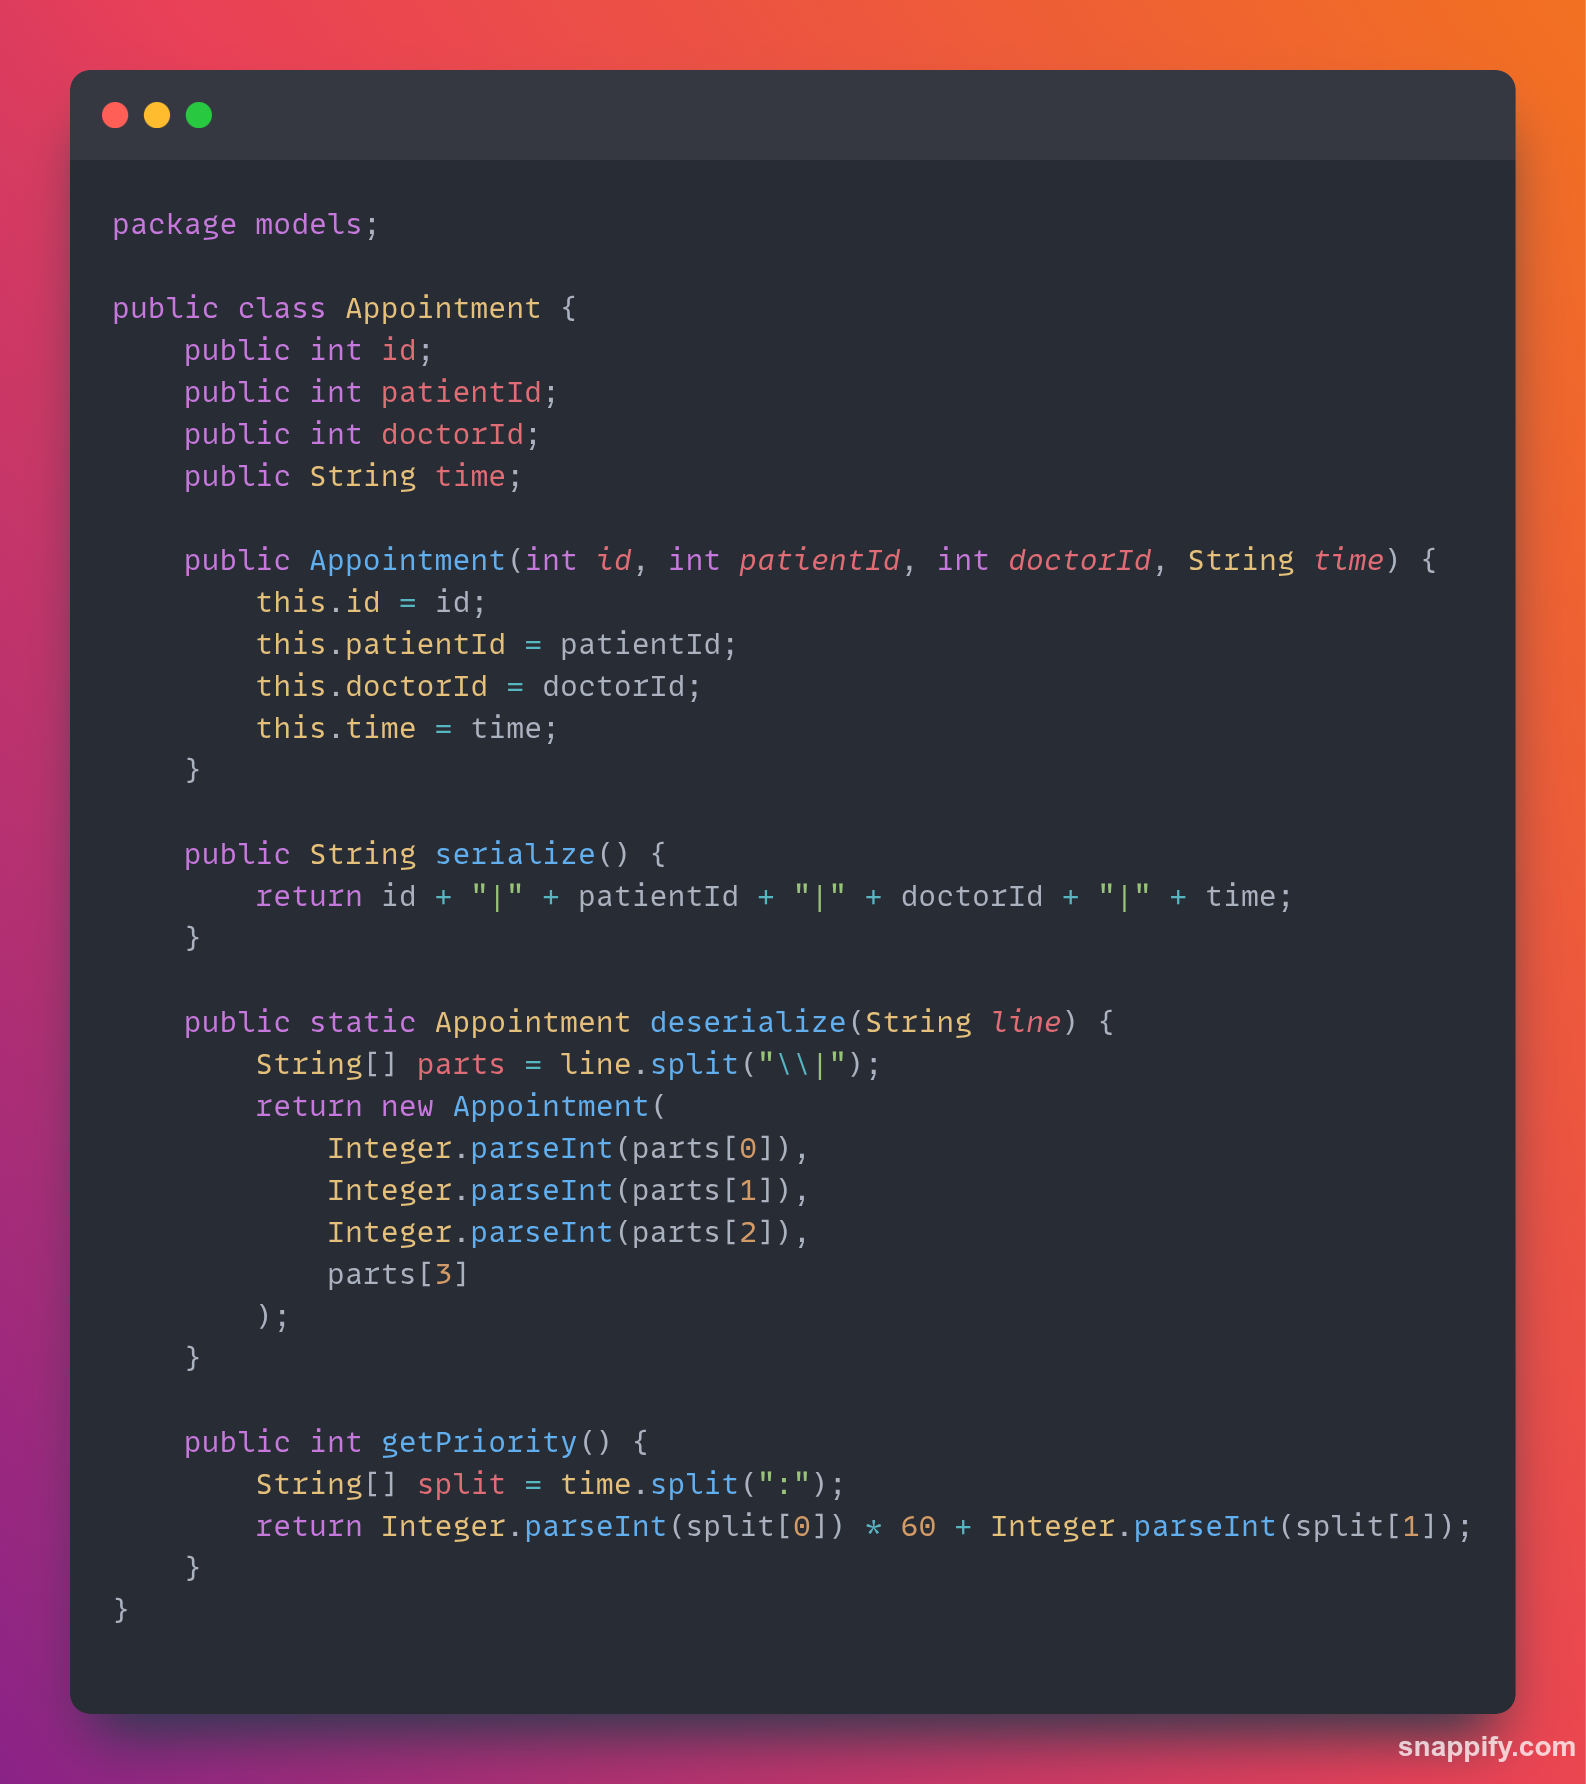 package models;

public class Appointment {
    public int id;
    public int patientId;
    public int doctorId;
    public String time;

    public Appointment(int id, int patientId, int doctorId, String time) {
        this.id = id;
        this.patientId = patientId;
        this.doctorId = doctorId;
        this.time = time;
    }

    public String serialize() {
        return id + "|" + patientId + "|" + doctorId + "|" + time;
    }

    public static Appointment deserialize(String line) {
        String[] parts = line.split("\\|");
        return new Appointment(
            Integer.parseInt(parts[0]),
            Integer.parseInt(parts[1]),
            Integer.parseInt(parts[2]),
            parts[3]
        );
    }

    public int getPriority() {
        String[] split = time.split(":");
        return Integer.parseInt(split[0]) * 60 + Integer.parseInt(split[1]);
    }
}
snappify.com